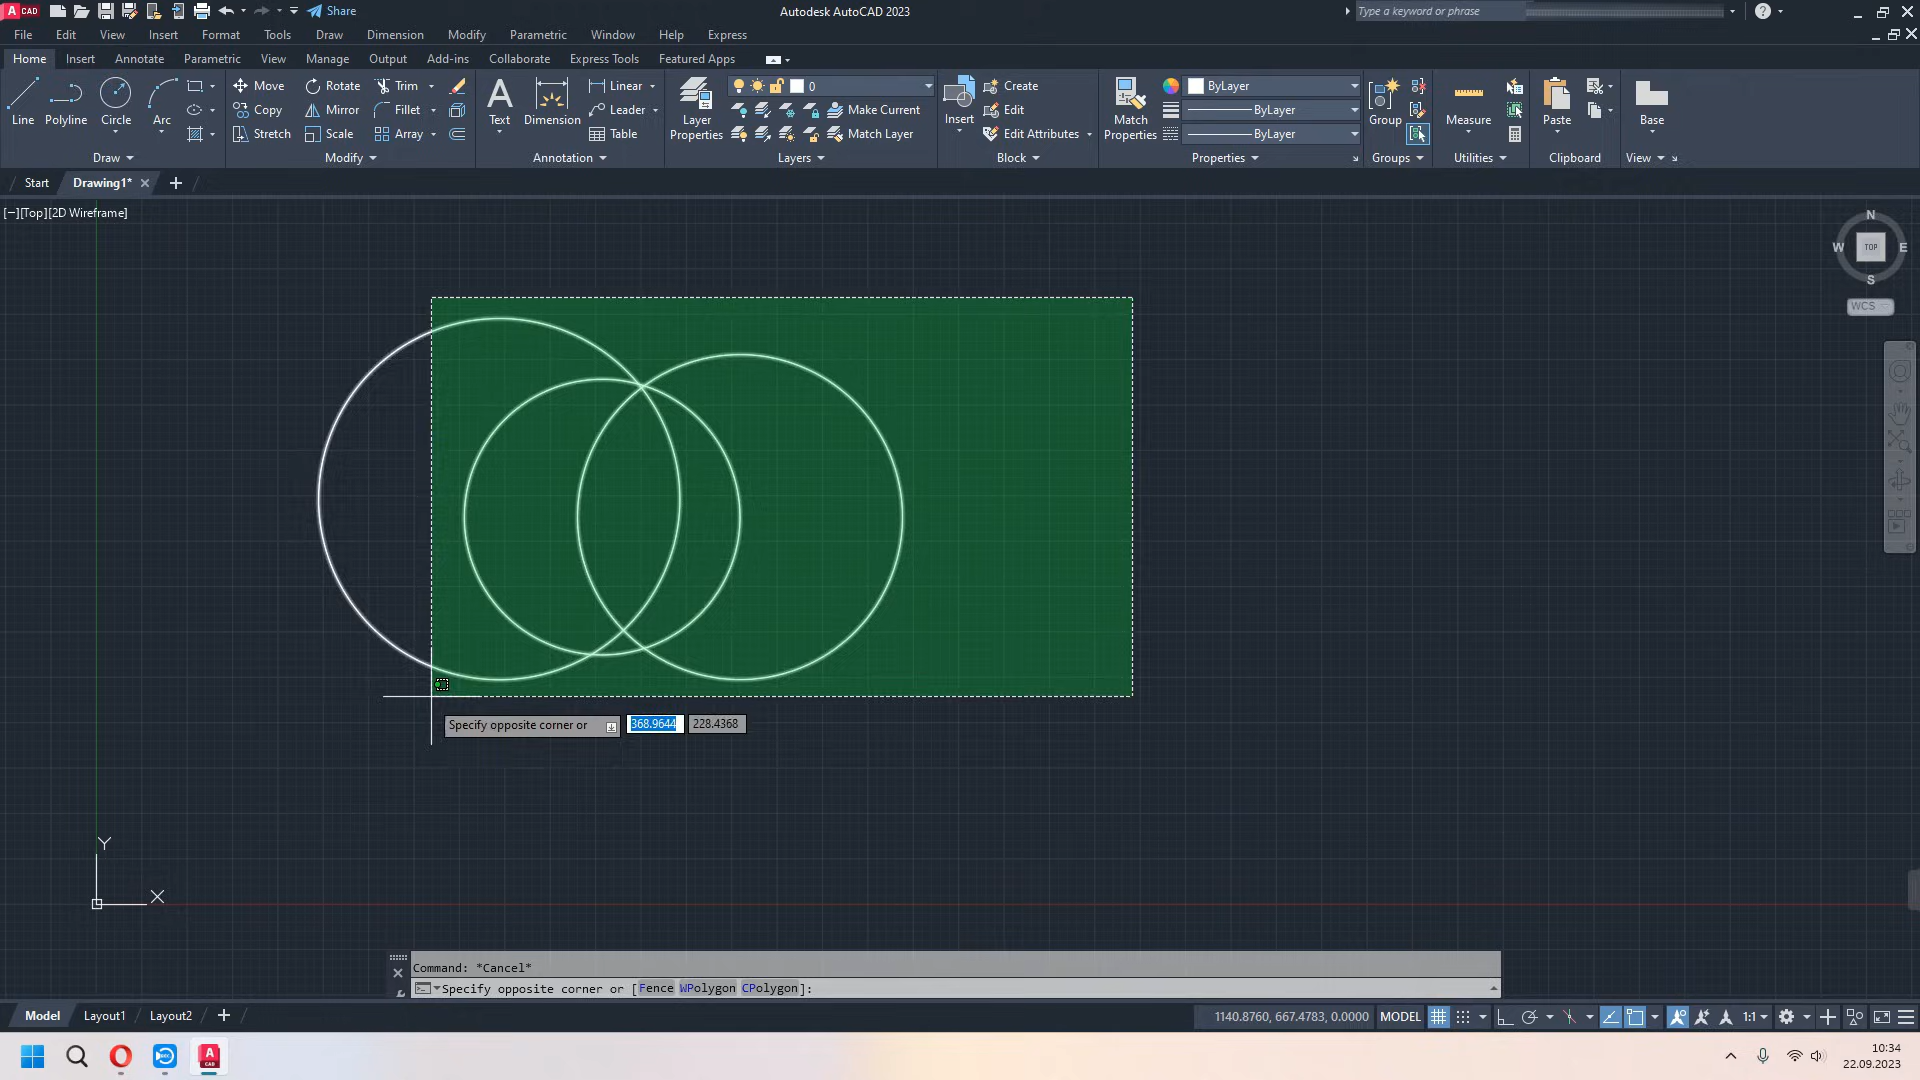 A CAD Share Autodesk AutoCAD 2023 Type a keyword or phrase
File Edit View Insert Format Tools Draw Dimension Modify Parametric Window Help Express
Home Insert Annotate Parametric View Manage Output Add-ins Collaborate Express Tools Featured Apps
Move Rotate Trim Linear 0 Create ByLayer
Line Polyline Circle Arc Copy Mirror Fillet Text Dimension Leader Layer Properties Make Current Insert Edit Match Properties ByLayer Group Measure Paste Base
Stretch Scale Array Table Match Layer Edit Attributes ByLayer
Draw Modify Annotation Layers Block Properties Groups Utilities Clipboard View
Start Drawing1*
[−][Top][2D Wireframe]
N
W TOP E
S
WCS
Specify opposite corner or 368.9644 228.4368
Y
X
Command: *Cancel*
Specify opposite corner or [Fence WPolygon CPolygon]:
Model Layout1 Layout2 1140.8760, 667.4783, 0.0000 MODEL 1:1
A CAD
10:34
22.09.2023